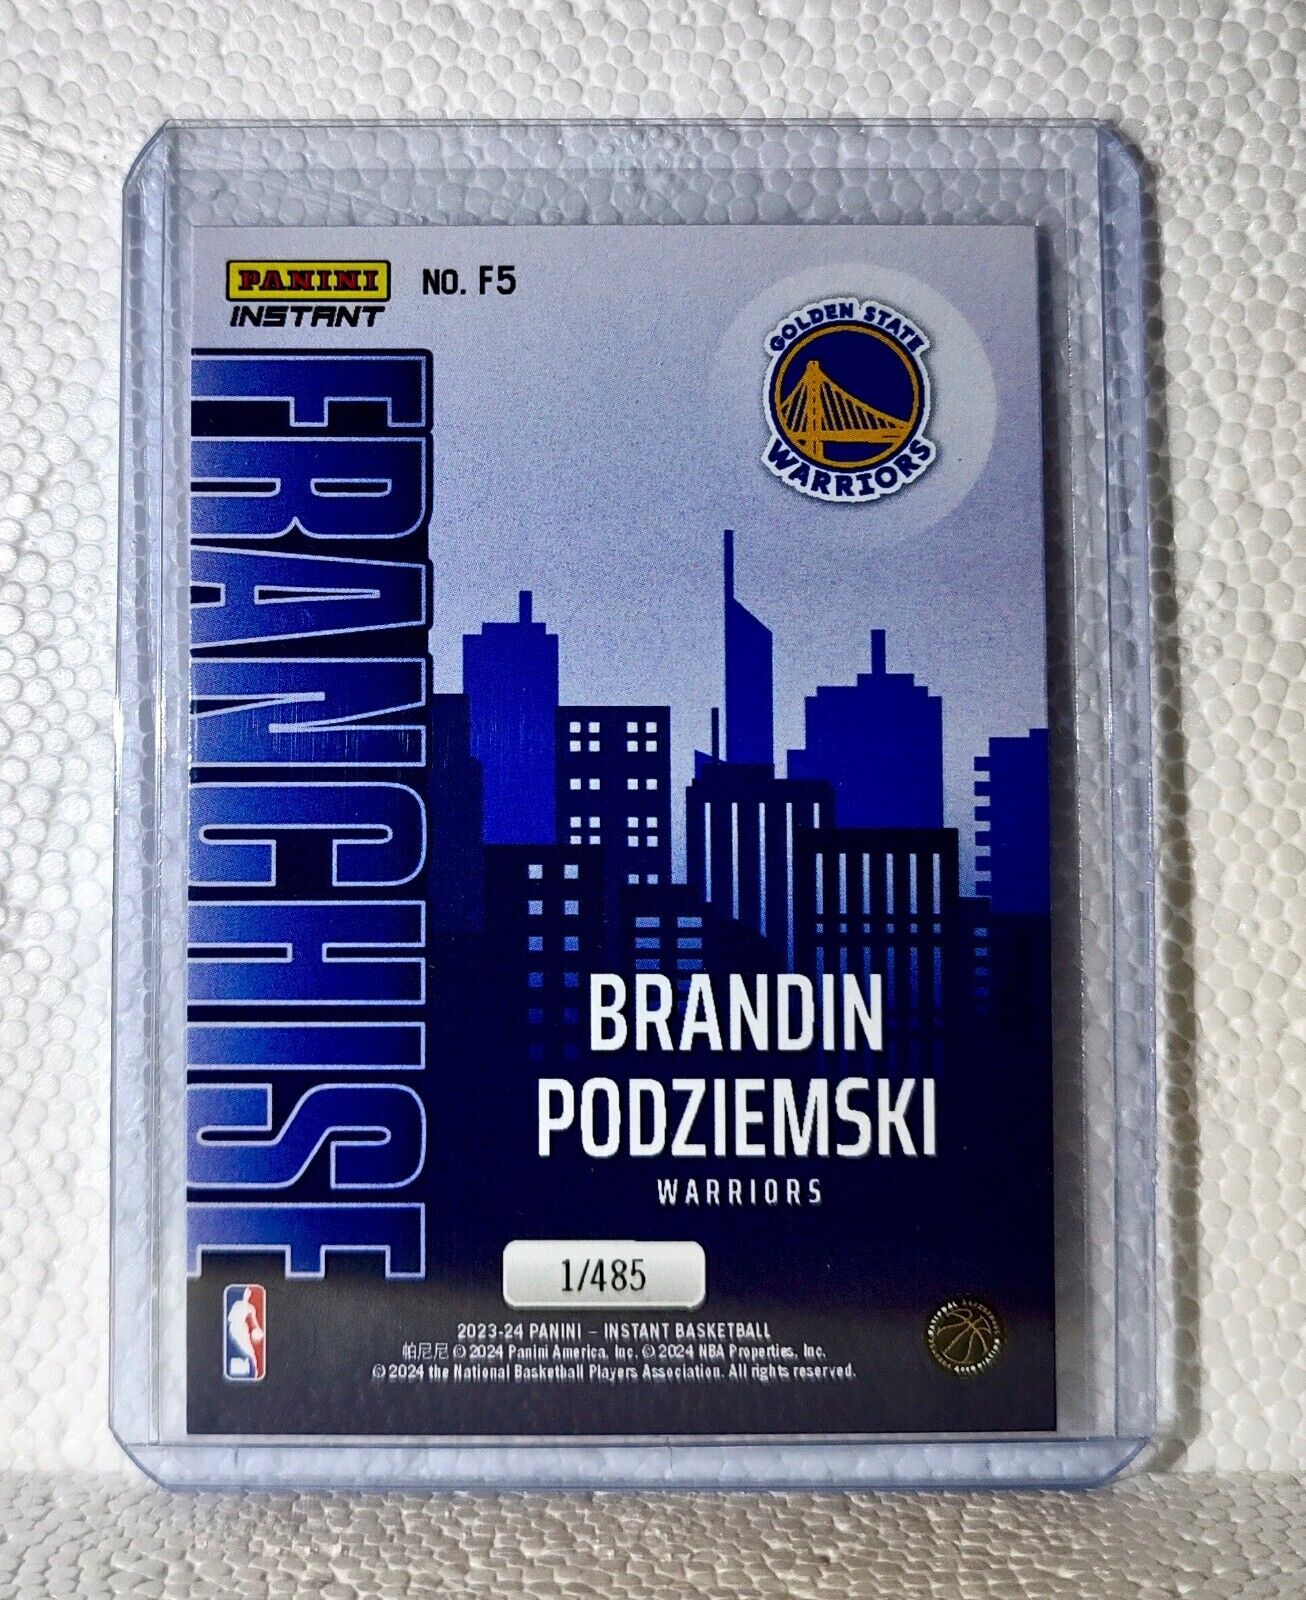 PANINI
INSTANT
NO. F5
GOLDEN STATE
WARRIORS
FRANCHISE
BRANDIN
PODZIEMSKI
WARRIORS
1/485
2023-24 PANINI – INSTANT BASKETBALL
帕尼尼 © 2024 Panini America, Inc. © 2024 NBA Properties, Inc.
© 2024 the National Basketball Players Association. All rights reserved.